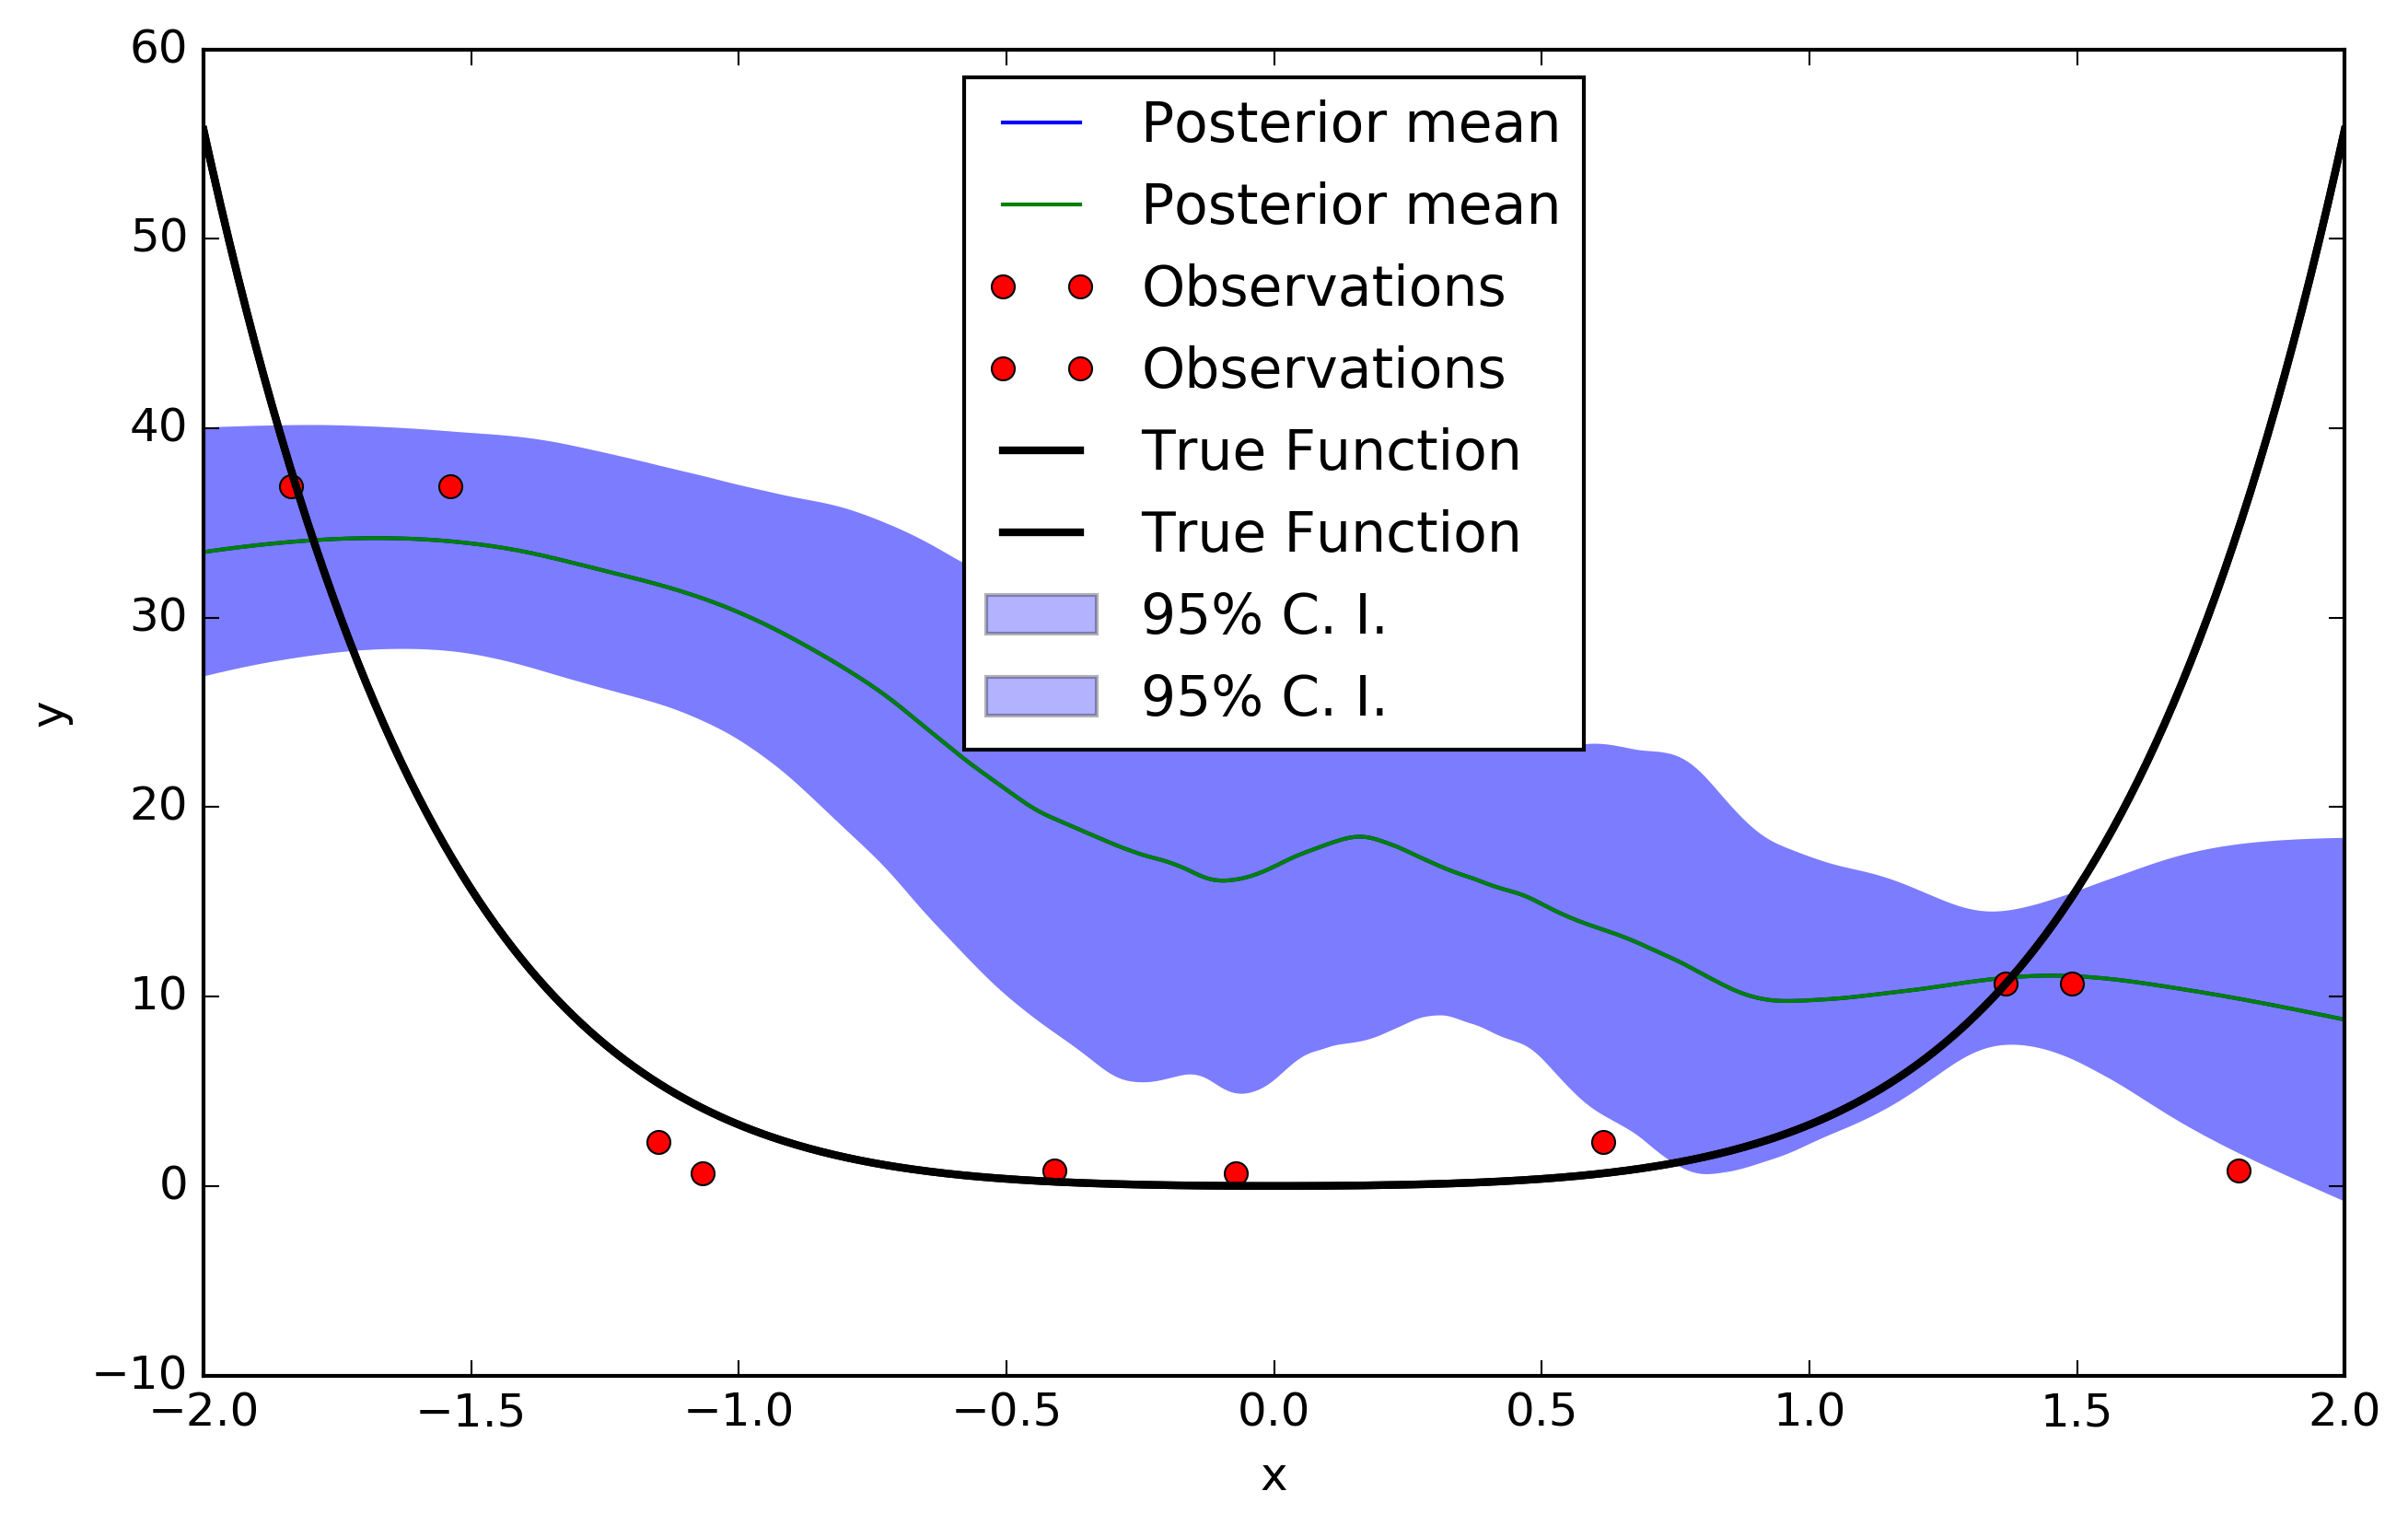 60
50
40
30
20
10
0
−10
y
Posterior mean
Posterior mean
Observations
Observations
True Function
True Function
95% C. I.
95% C. I.
−2.0 −1.5 −1.0 −0.5 0.0 0.5 1.0 1.5 2.0
x